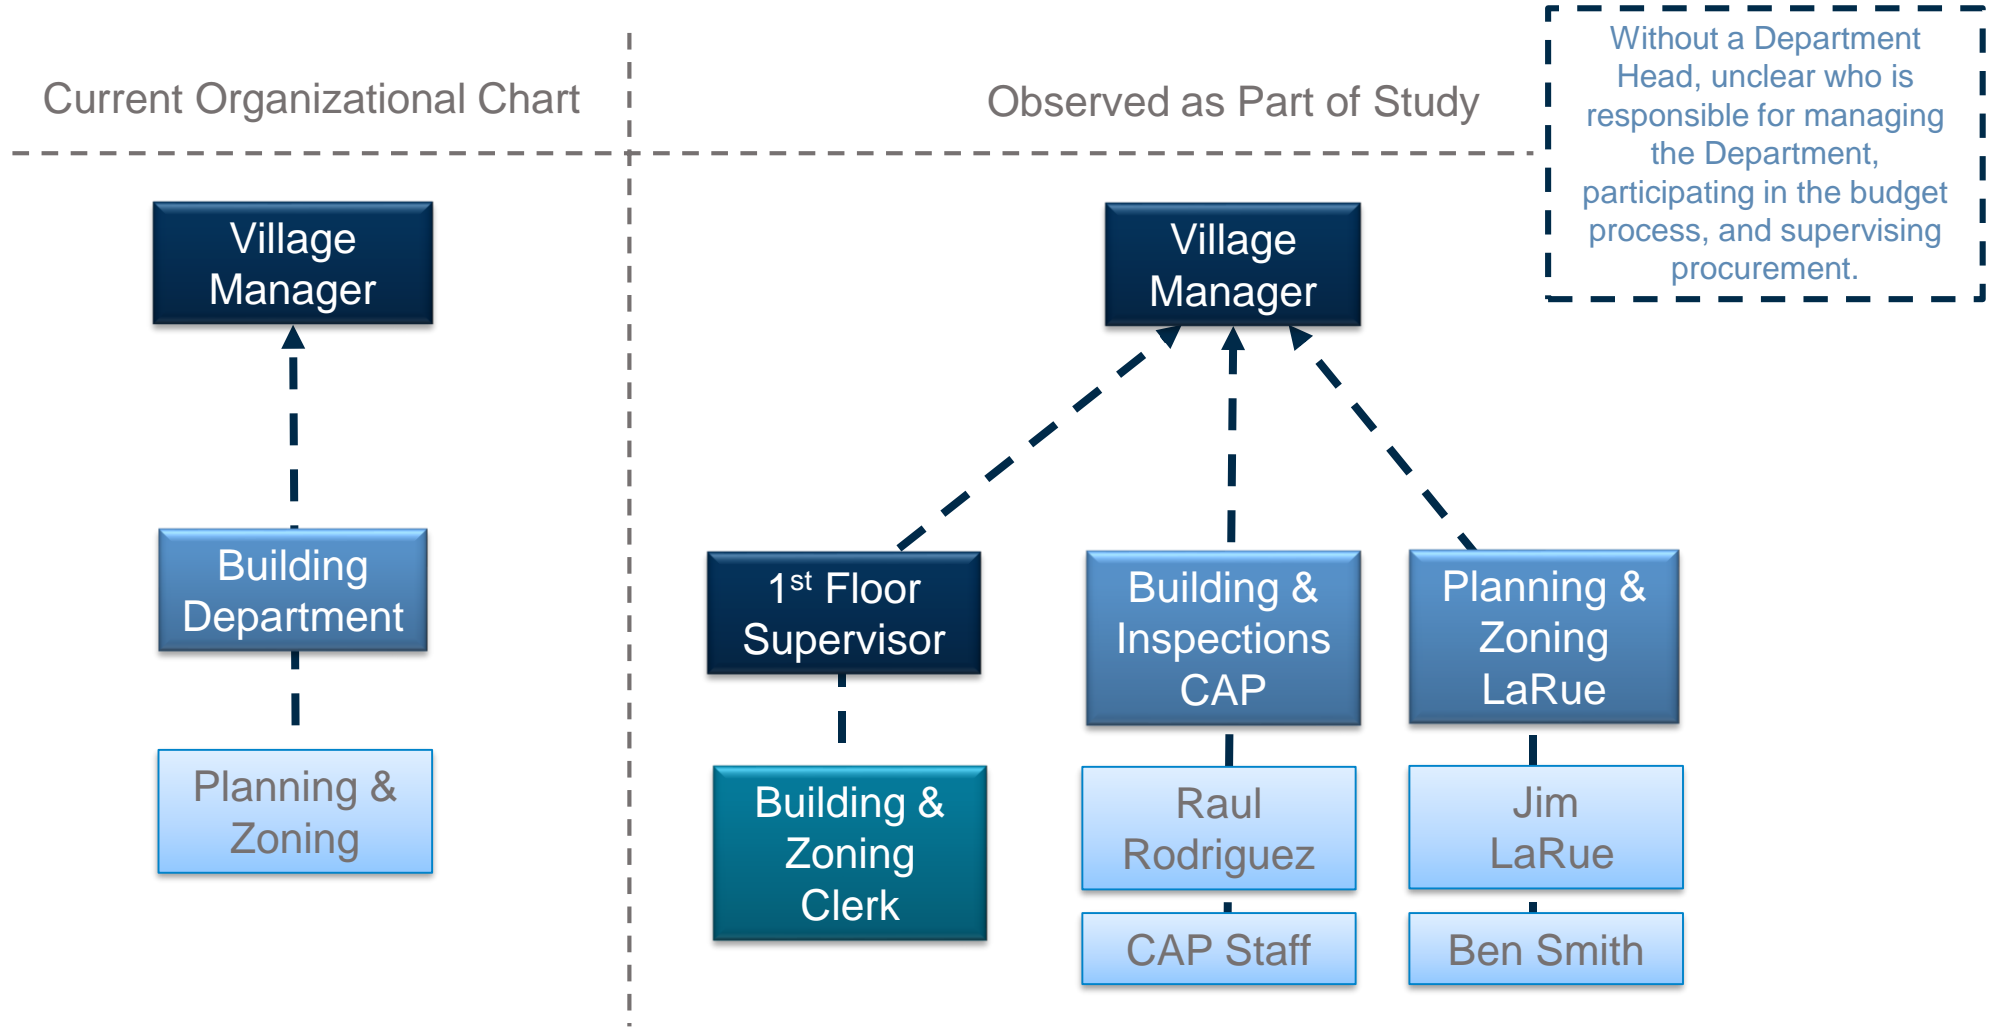 Current Organizational Chart
Observed as Part of Study
Without a Department
Head, unclear who is
responsible for managing
the Department,
participating in the budget
process, and supervising
procurement.
Village
Manager
Building
Department
Planning &
Zoning
Village
Manager
1st Floor
Supervisor
Building &
Zoning
Clerk
Building &
Inspections
CAP
Raul
Rodriguez
CAP Staff
Planning &
Zoning
LaRue
Jim
LaRue
Ben Smith